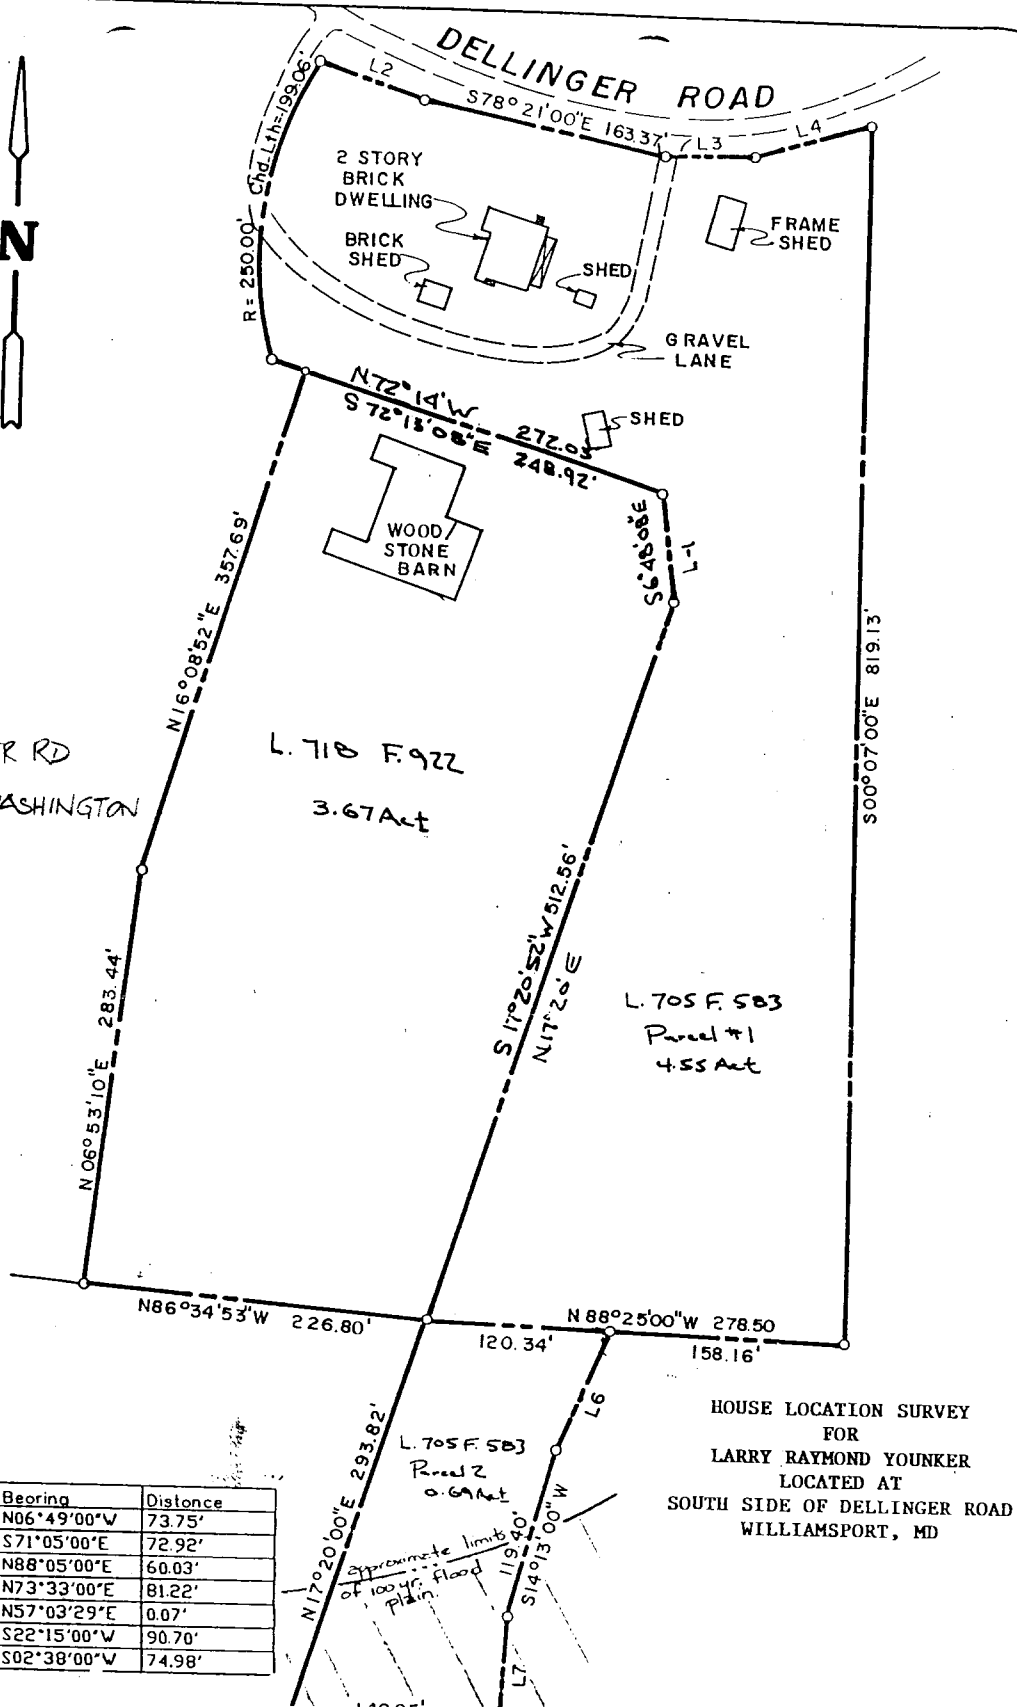 DELLINGER ROAD
L2
S78°21'00"E 163.37'
L3
L4
Chd. Lth=199.06'
R = 250.00'
2 STORY
BRICK
DWELLING
BRICK
SHED
SHED
FRAME
SHED
N
GRAVEL
LANE
N.72°14'W.
272.03'
S 72°13'08"E
248.92'
SHED
WOOD
STONE
BARN
S6°48'08"E
L-1
N16°08'52"E 357.69'
S00°07'00"E 819.13'
R RD
WASHINGTON
L. 718 F. 922
3.67 Ac±
S 17°20'52"W 512.56'
N.17°20'E
L. 705 F. 583
Parcel #1
4.55 Ac±
N06°53'10"E 283.44'
N86°34'53"W 226.80'
N88°25'00"W 278.50
120.34'
158.16'
L6
N17°20'00"E 293.82'
L. 705 F. 583
Parcel 2
0.69 Ac±
119.40'
S14°13'00"W
approximate limits
of 100 yr. flood
plain.
L7
HOUSE LOCATION SURVEY
FOR
LARRY RAYMOND YOUNKER
LOCATED AT
SOUTH SIDE OF DELLINGER ROAD
WILLIAMSPORT, MD
Bearing Distance
N06°49'00"W 73.75'
S71°05'00"E 72.92'
N88°05'00"E 60.03'
N73°33'00"E 81.22'
N57°03'29"E 0.07'
S22°15'00"W 90.70'
S02°38'00"W 74.98'